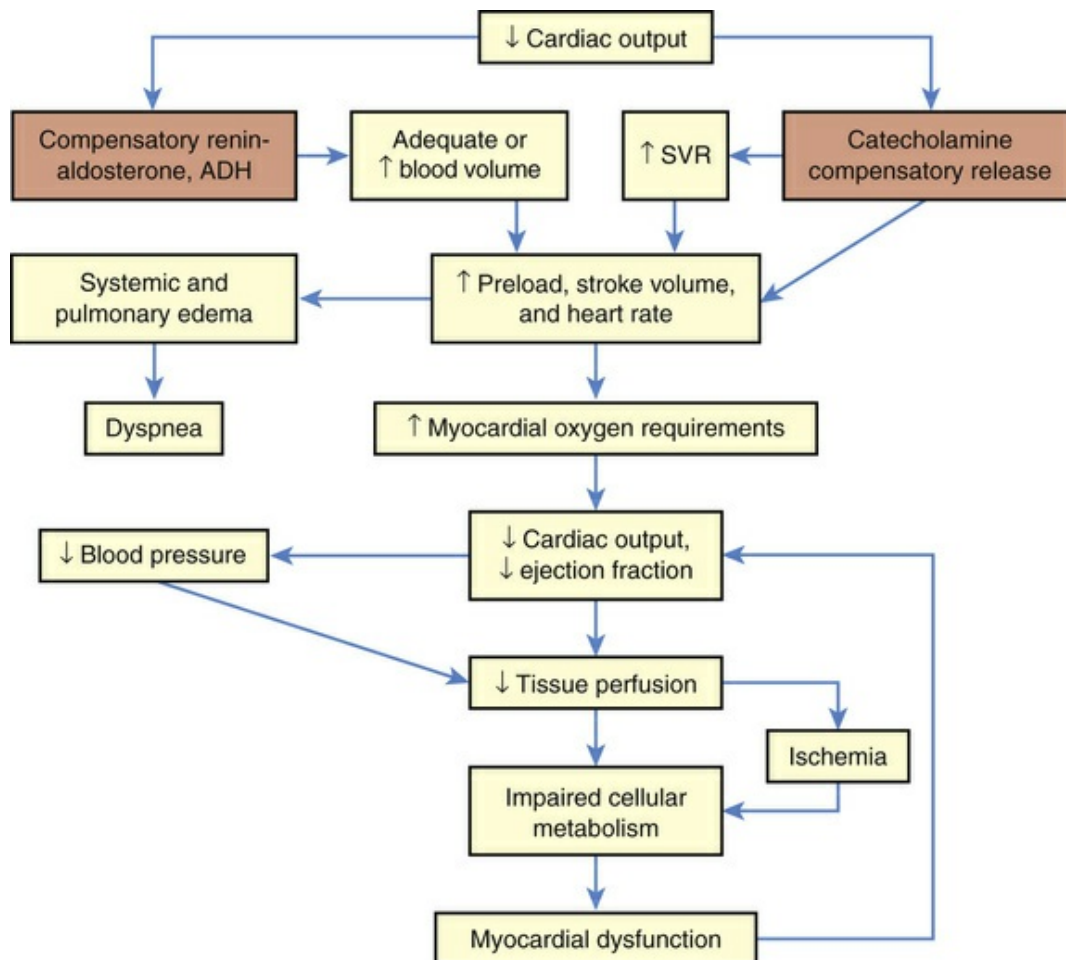 ↓ Cardiac output
Compensatory renin-
aldosterone, ADH
Adequate or
↑ blood volume
↑ SVR
Catecholamine
compensatory release
Systemic and
pulmonary edema
↑ Preload, stroke volume,
and heart rate
Dyspnea
↑ Myocardial oxygen requirements
↓ Blood pressure
↓ Cardiac output,
↓ ejection fraction
↓ Tissue perfusion
Ischemia
Impaired cellular
metabolism
Myocardial dysfunction